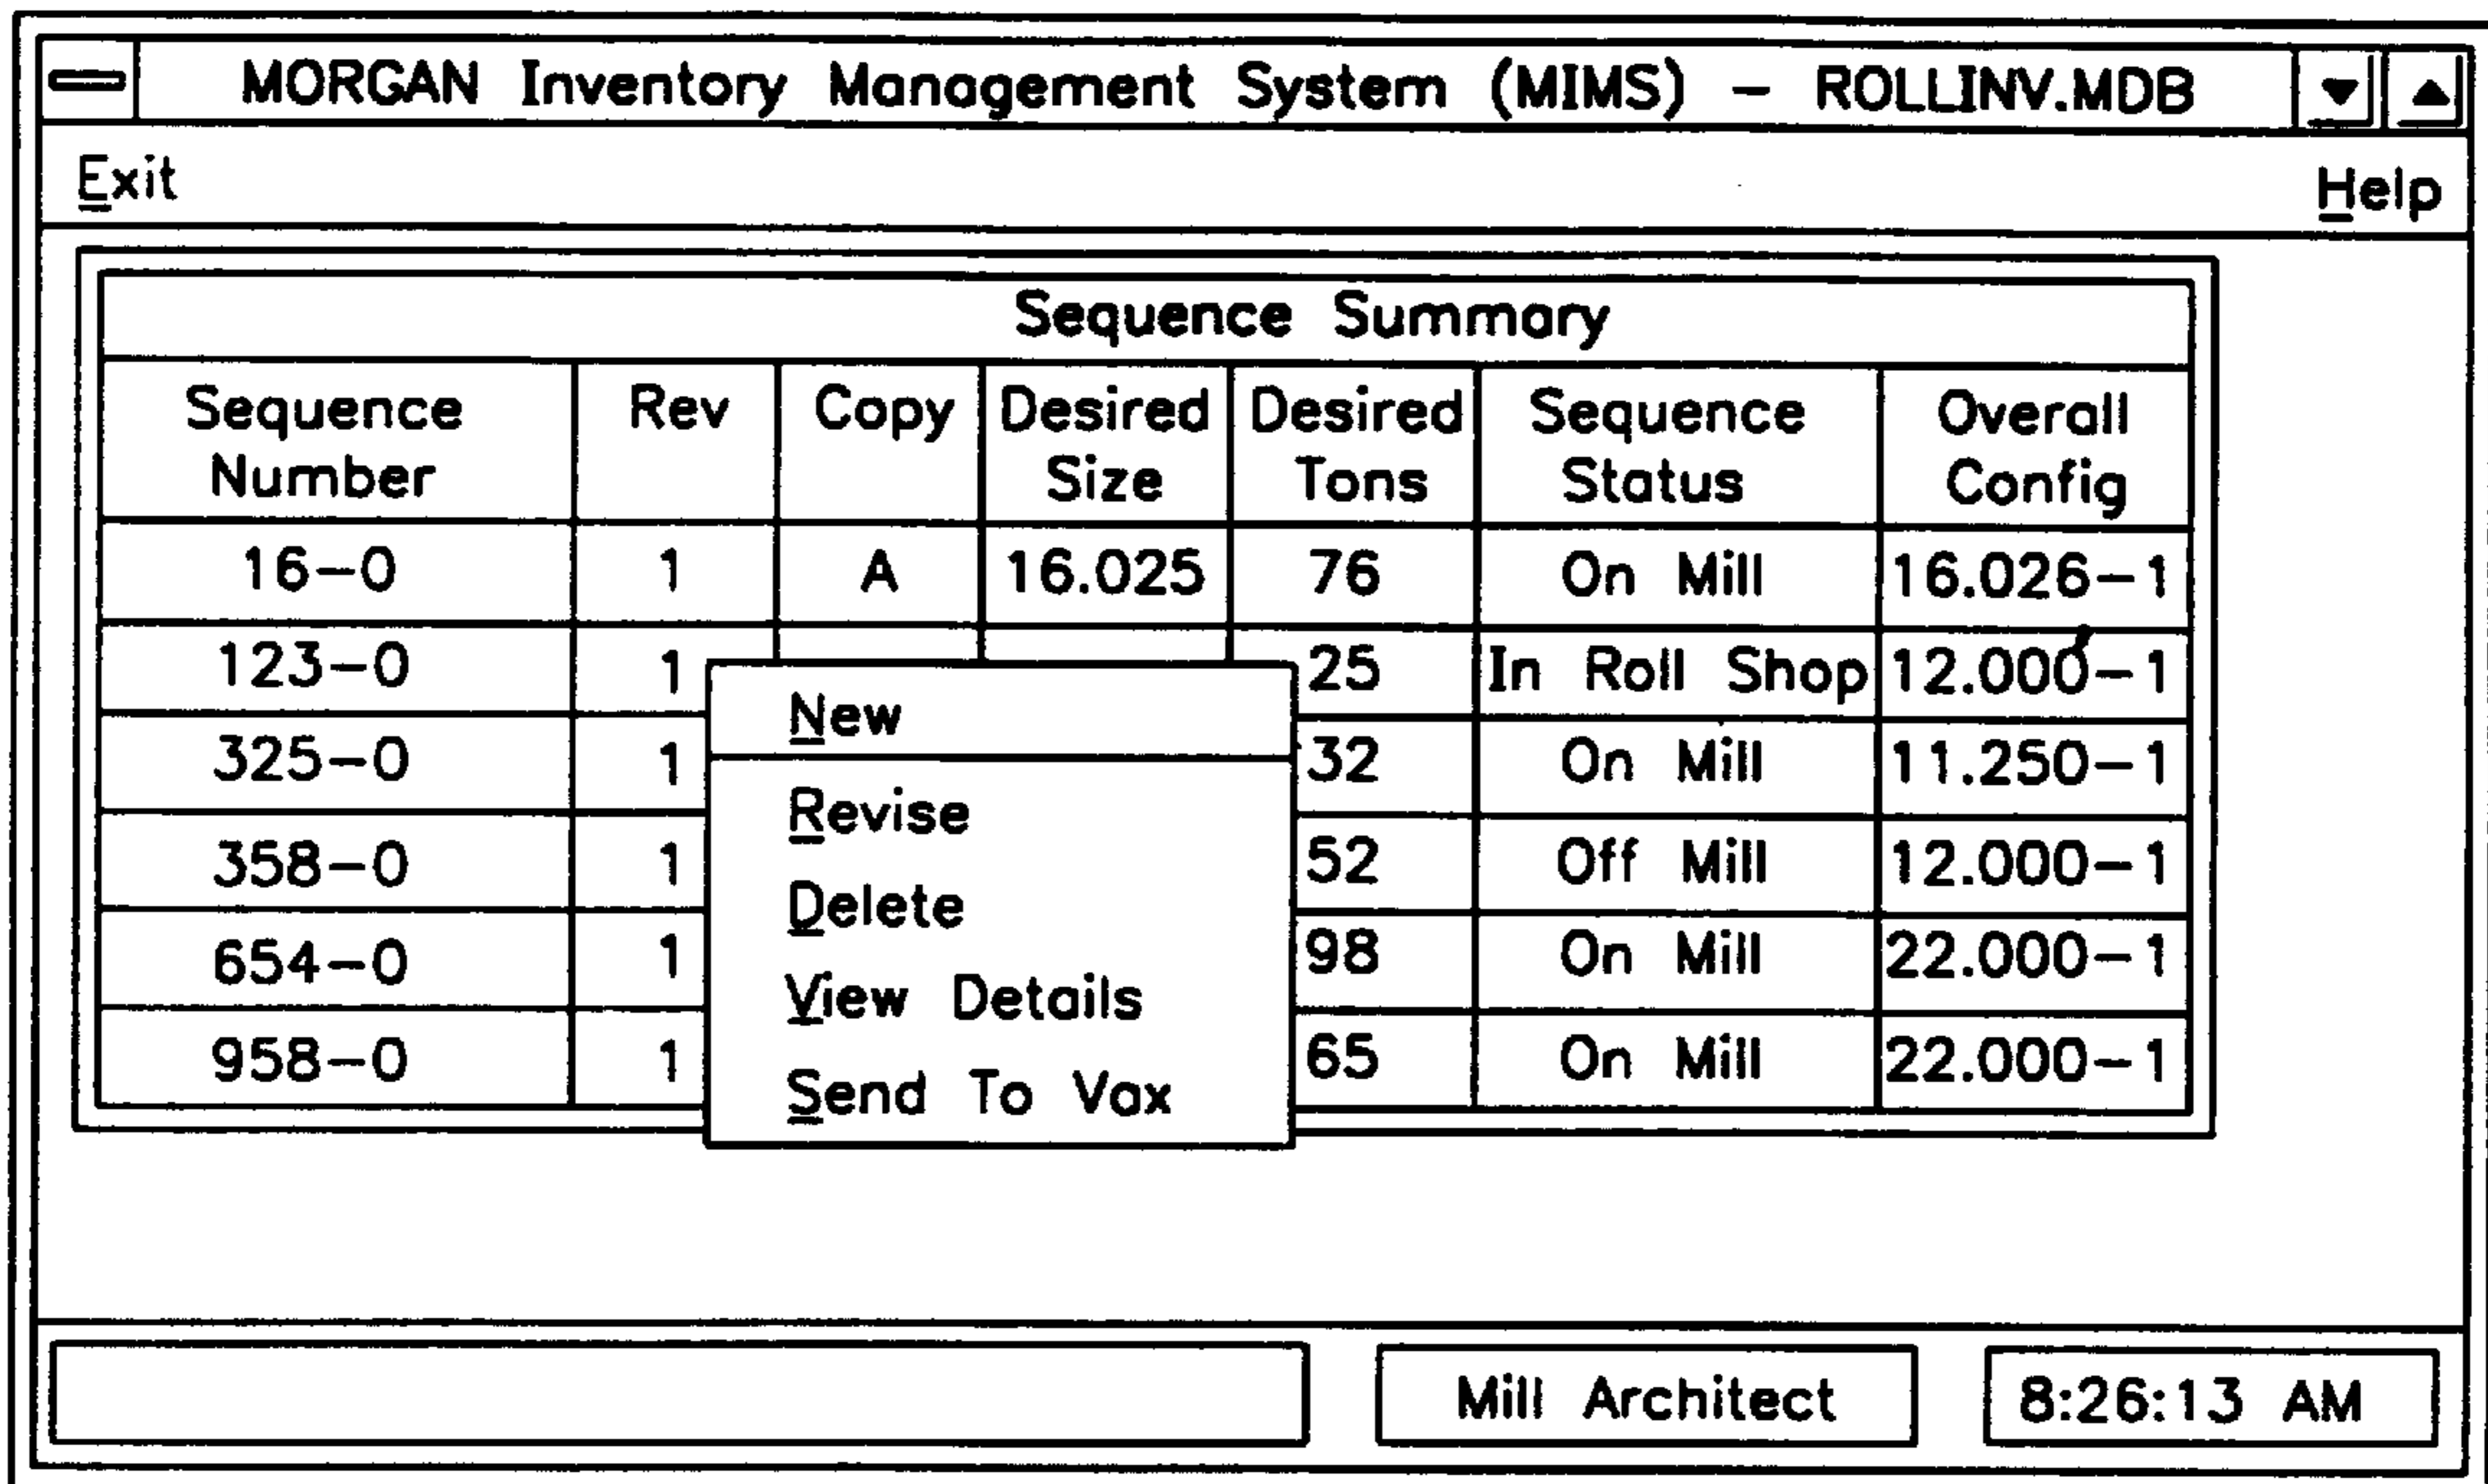 MORGAN Inventory Management System (MIMS) – ROLLINV.MDB
Exit Help
Sequence Summary
Sequence Rev Copy Desired Desired Sequence Overall
Number Size Tons Status Config
16–0 1 A 16.025 76 On Mill 16.026–1
123–0 1 25 In Roll Shop 12.000–1
New
325–0 1 32 On Mill 11.250–1
Revise
358–0 1 52 Off Mill 12.000–1
Delete
654–0 1 98 On Mill 22.000–1
View Details
958–0 1 65 On Mill 22.000–1
Send To Vax
Mill Architect 8:26:13 AM